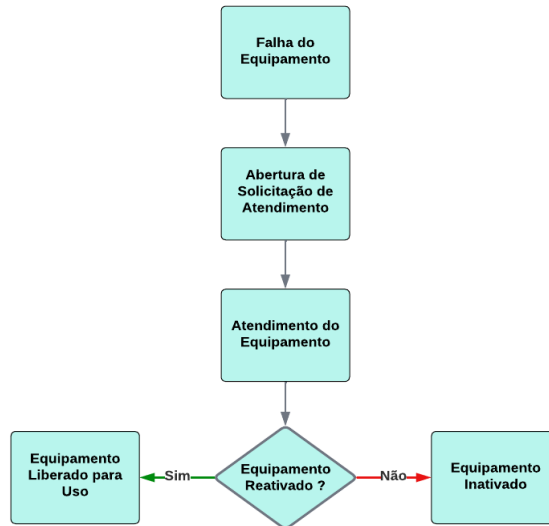 Falha do
Equipamento
Abertura de
Solicitação de
Atendimento
Atendimento do
Equipamento
Equipamento
Liberado para
Uso
Sim
Equipamento
Reativado ?
Não
Equipamento
Inativado